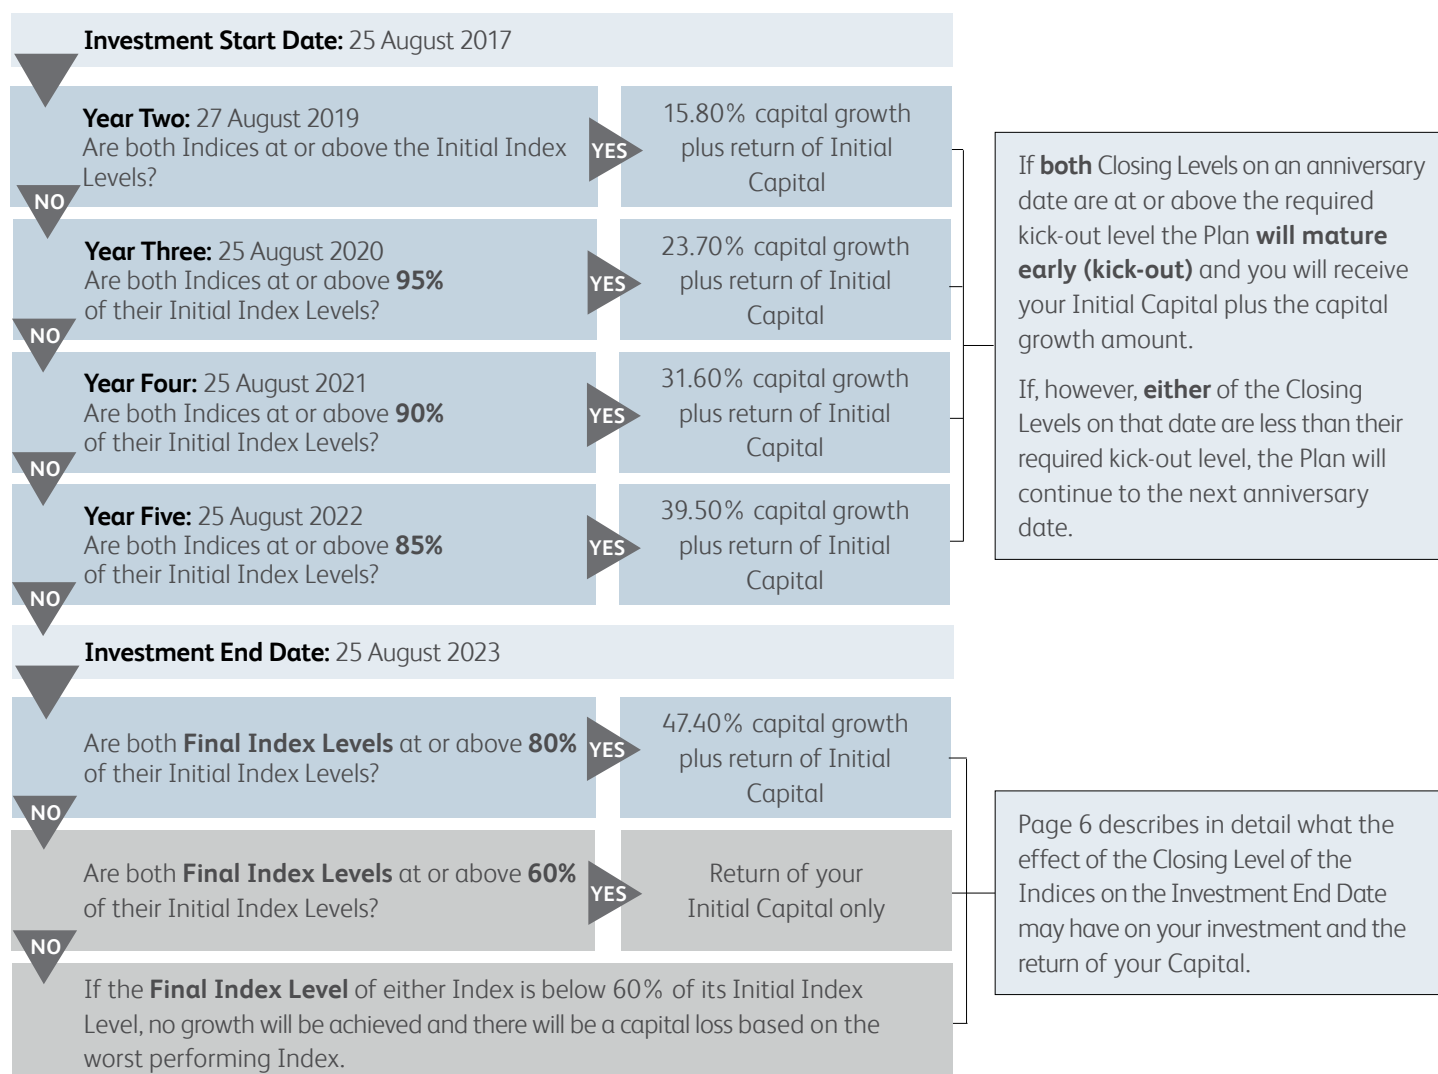 Investment Start Date: 25 August 2017
Year Two: 27 August 2019
Are both Indices at or above the Initial Index
Levels?
YES
15.80% capital growth
plus return of Initial
Capital
NO
Year Three: 25 August 2020
Are both Indices at or above 95%
of their Initial Index Levels?
YES
23.70% capital growth
plus return of Initial
Capital
NO
Year Four: 25 August 2021
Are both Indices at or above 90%
of their Initial Index Levels?
YES
31.60% capital growth
plus return of Initial
Capital
NO
Year Five: 25 August 2022
Are both Indices at or above 85%
of their Initial Index Levels?
YES
39.50% capital growth
plus return of Initial
Capital
NO
If both Closing Levels on an anniversary
date are at or above the required
kick-out level the Plan will mature
early (kick-out) and you will receive
your Initial Capital plus the capital
growth amount.
If, however, either of the Closing
Levels on that date are less than their
required kick-out level, the Plan will
continue to the next anniversary
date.
Investment End Date: 25 August 2023
Are both Final Index Levels at or above 80%
of their Initial Index Levels?
YES
47.40% capital growth
plus return of Initial
Capital
NO
Are both Final Index Levels at or above 60%
of their Initial Index Levels?
YES
Return of your
Initial Capital only
NO
If the Final Index Level of either Index is below 60% of its Initial Index
Level, no growth will be achieved and there will be a capital loss based on the
worst performing Index.
Page 6 describes in detail what the
effect of the Closing Level of the
Indices on the Investment End Date
may have on your investment and the
return of your Capital.